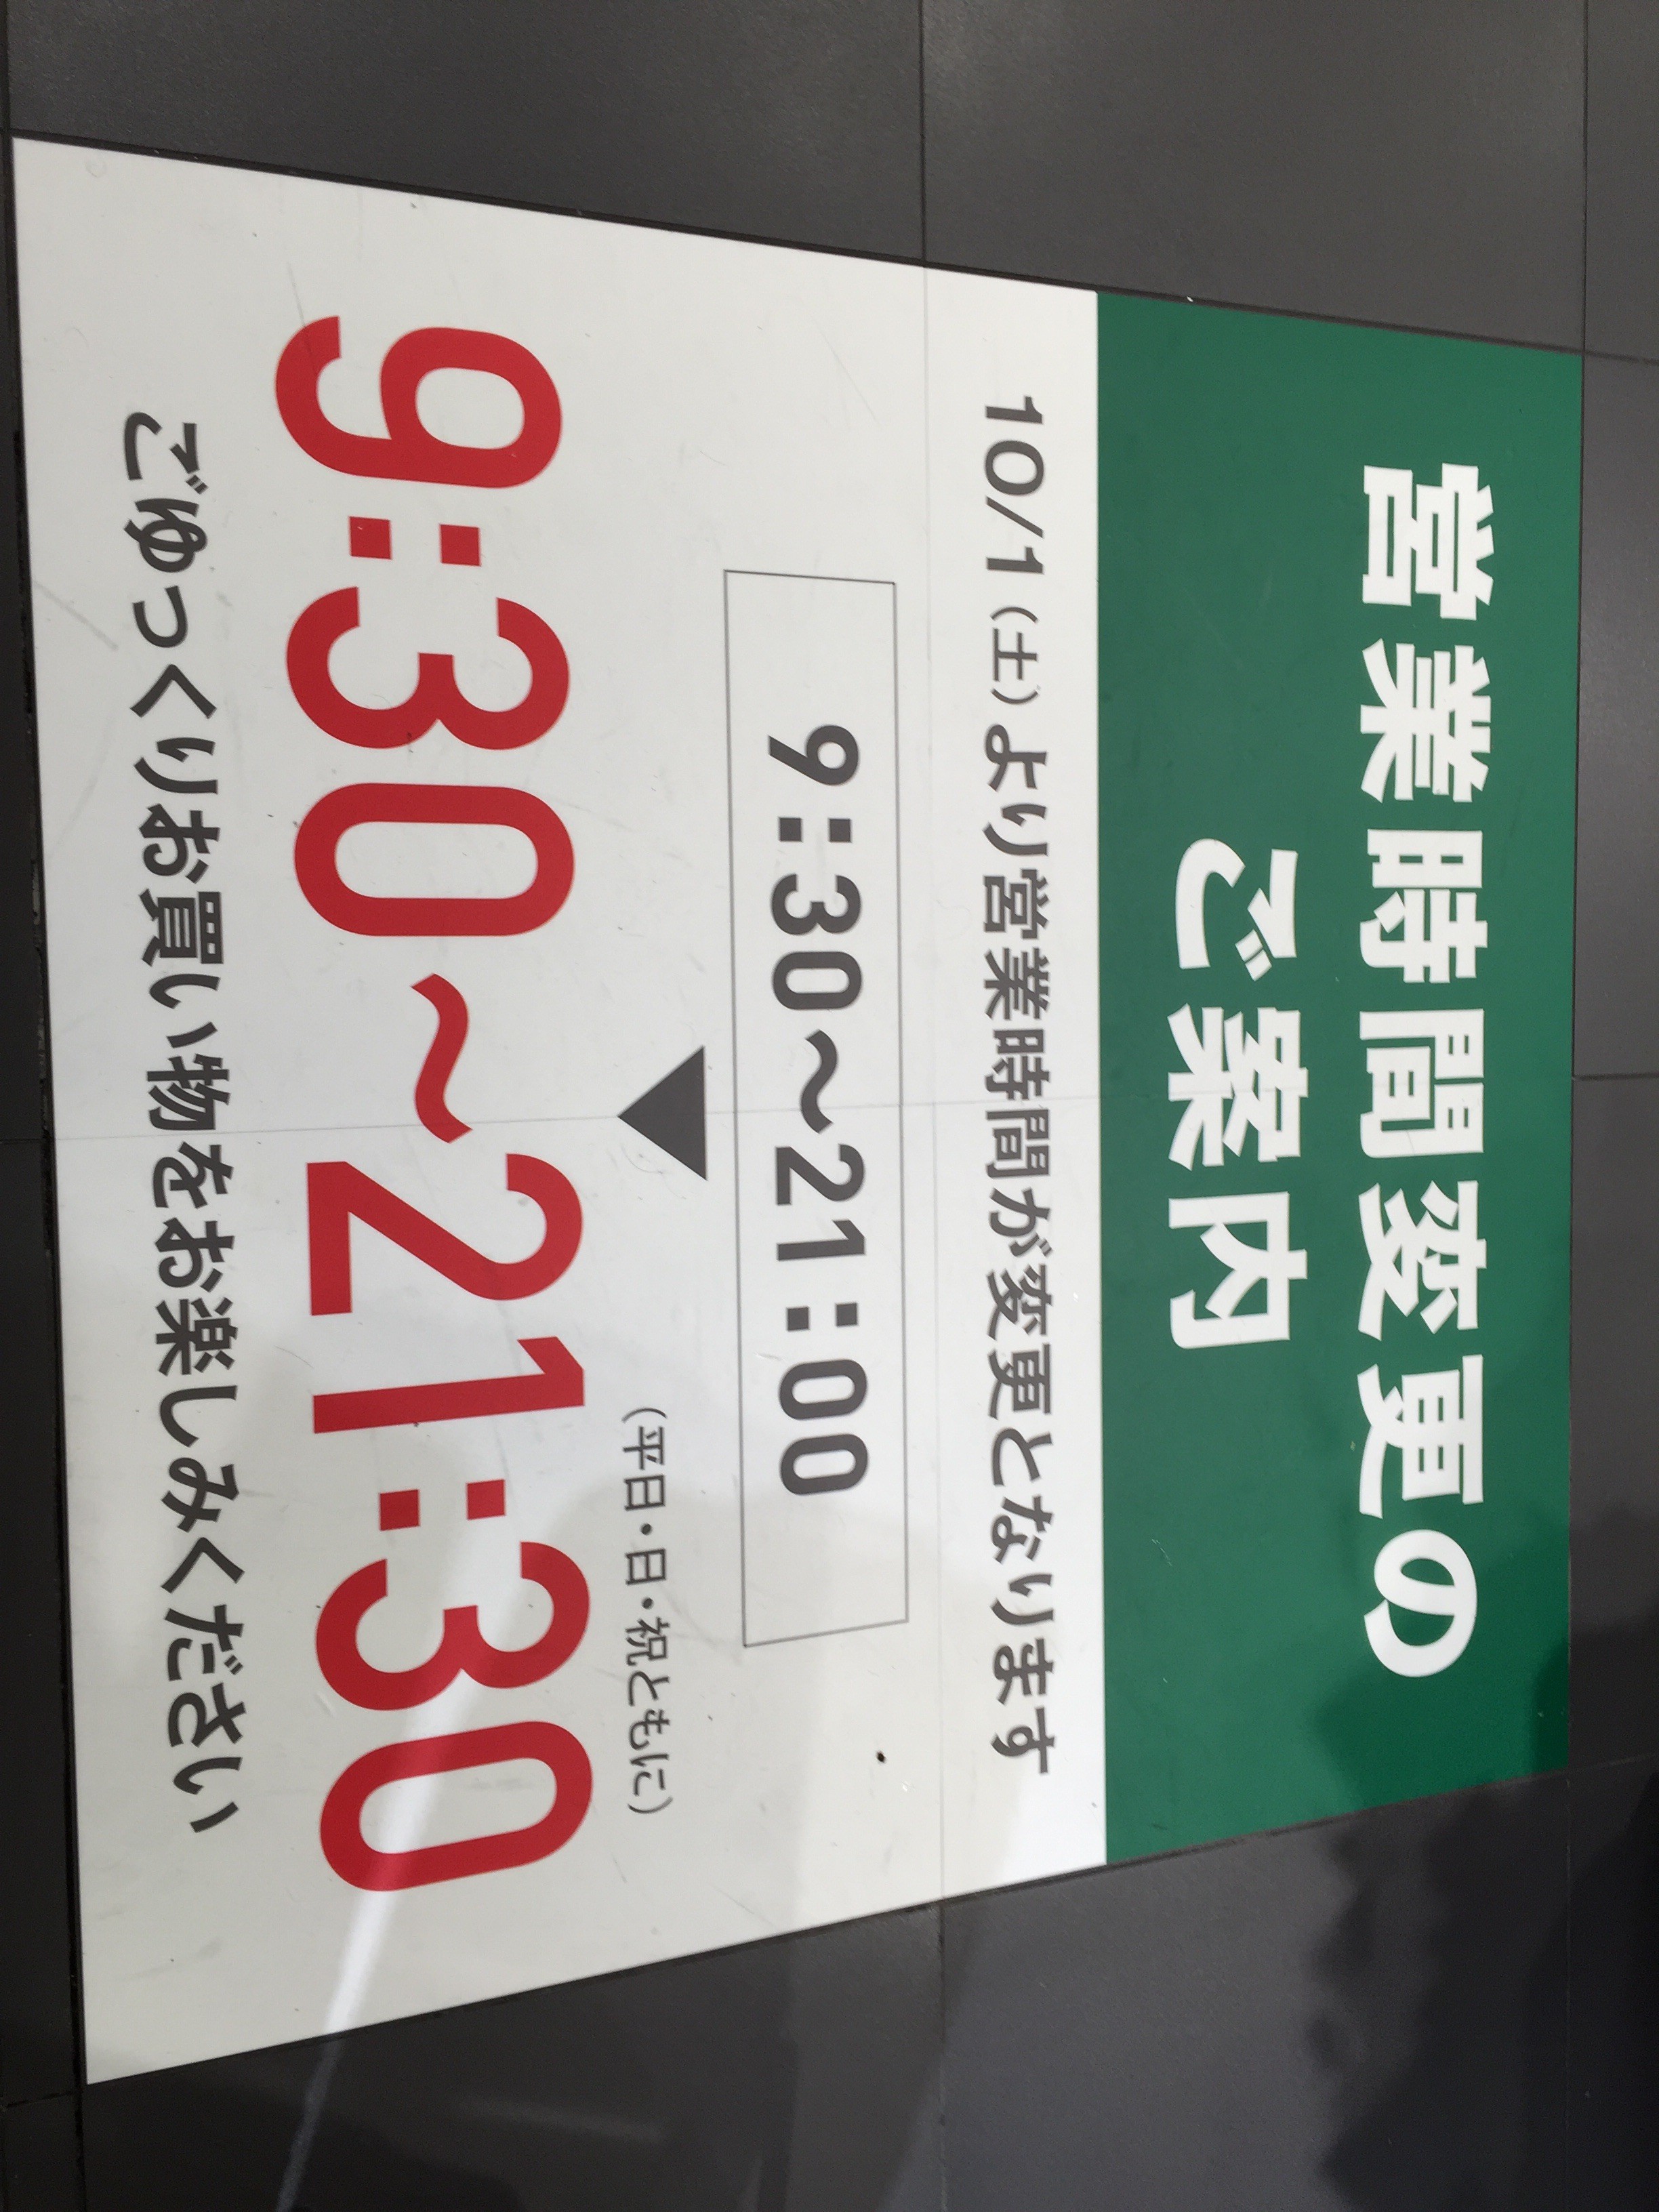 営業時間変更の
ご案内
10/1（土）より営業時間が変更となります
9:30～21:00
▼
（平日・日・祝ともに）
9:30～21:30
ごゆっくりお買い物をお楽しみください